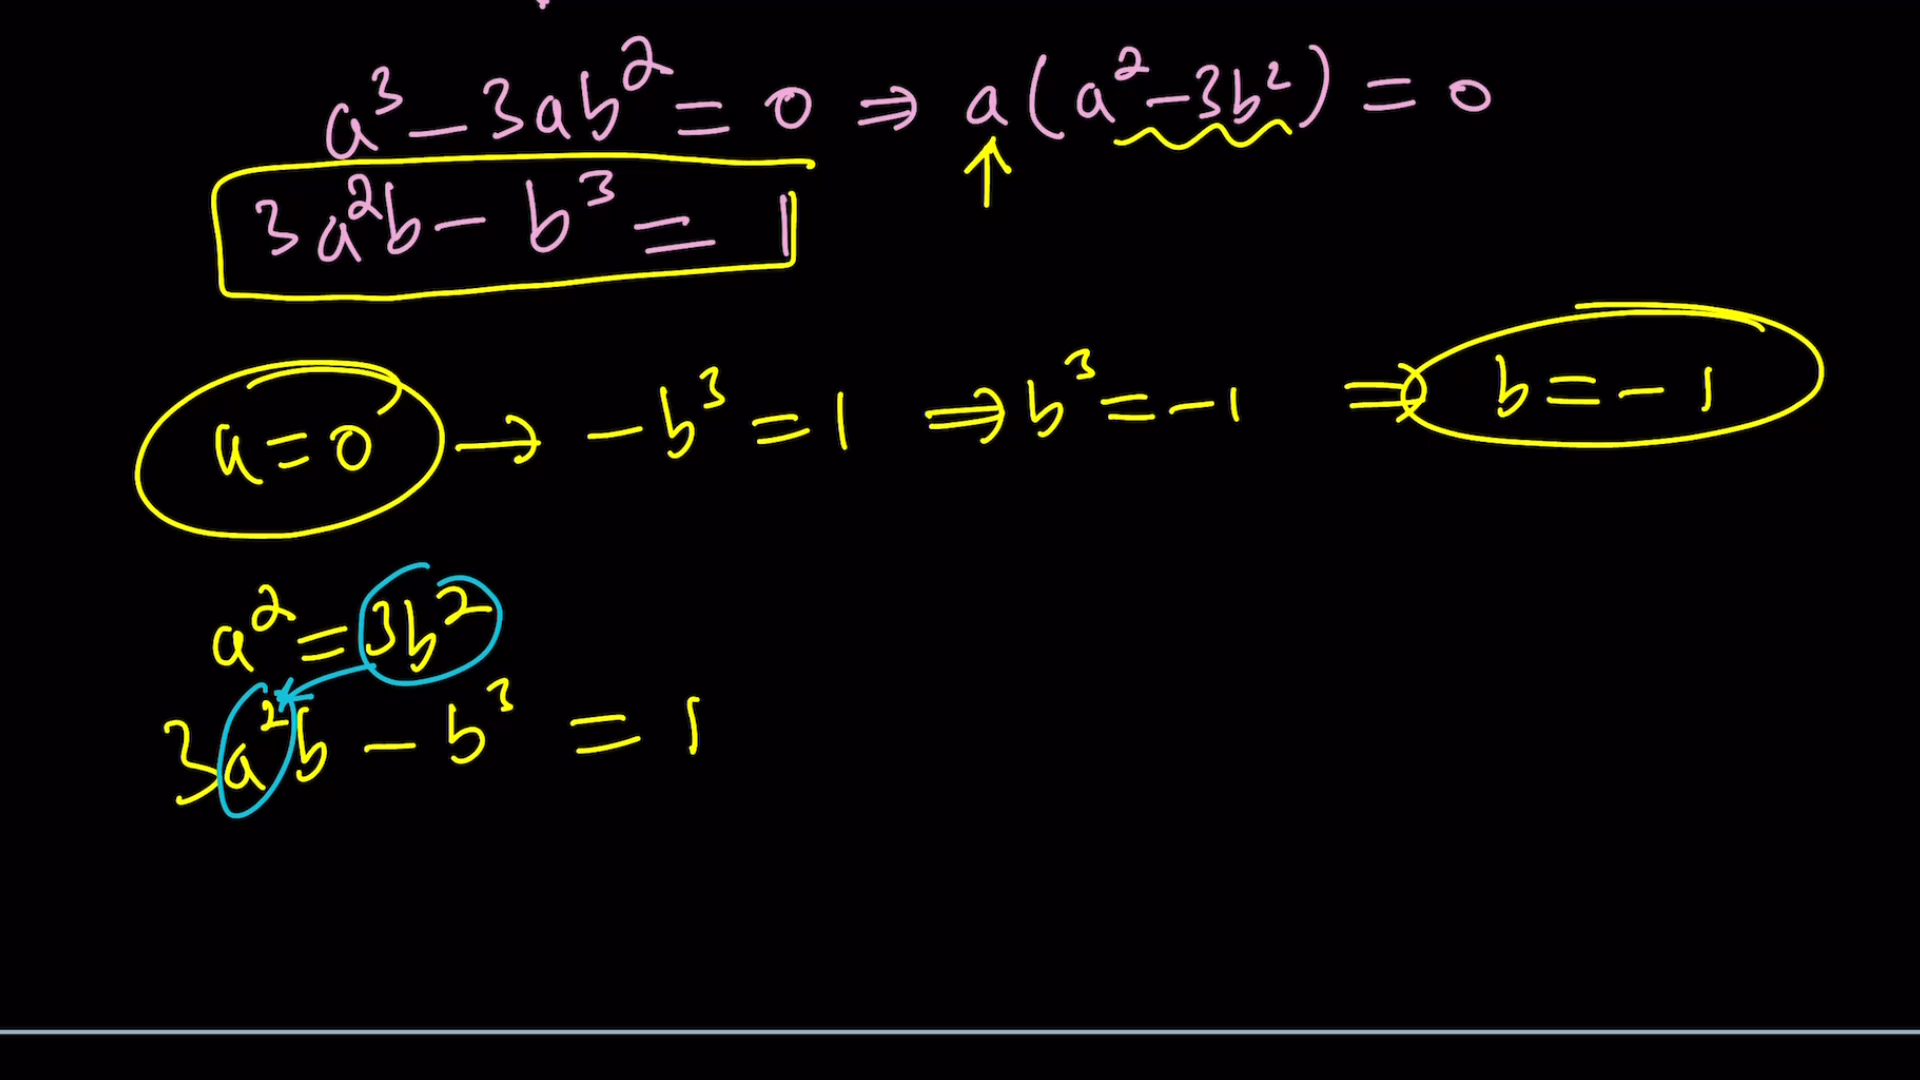 a³ – 3ab² = 0 ⇒ a(a² – 3b²) = 0
3a²b – b³ = 1
a = 0 → –b³ = 1 ⇒ b³ = –1 ⇒ b = –1
a² = 3b²
3a²b – b³ = 1